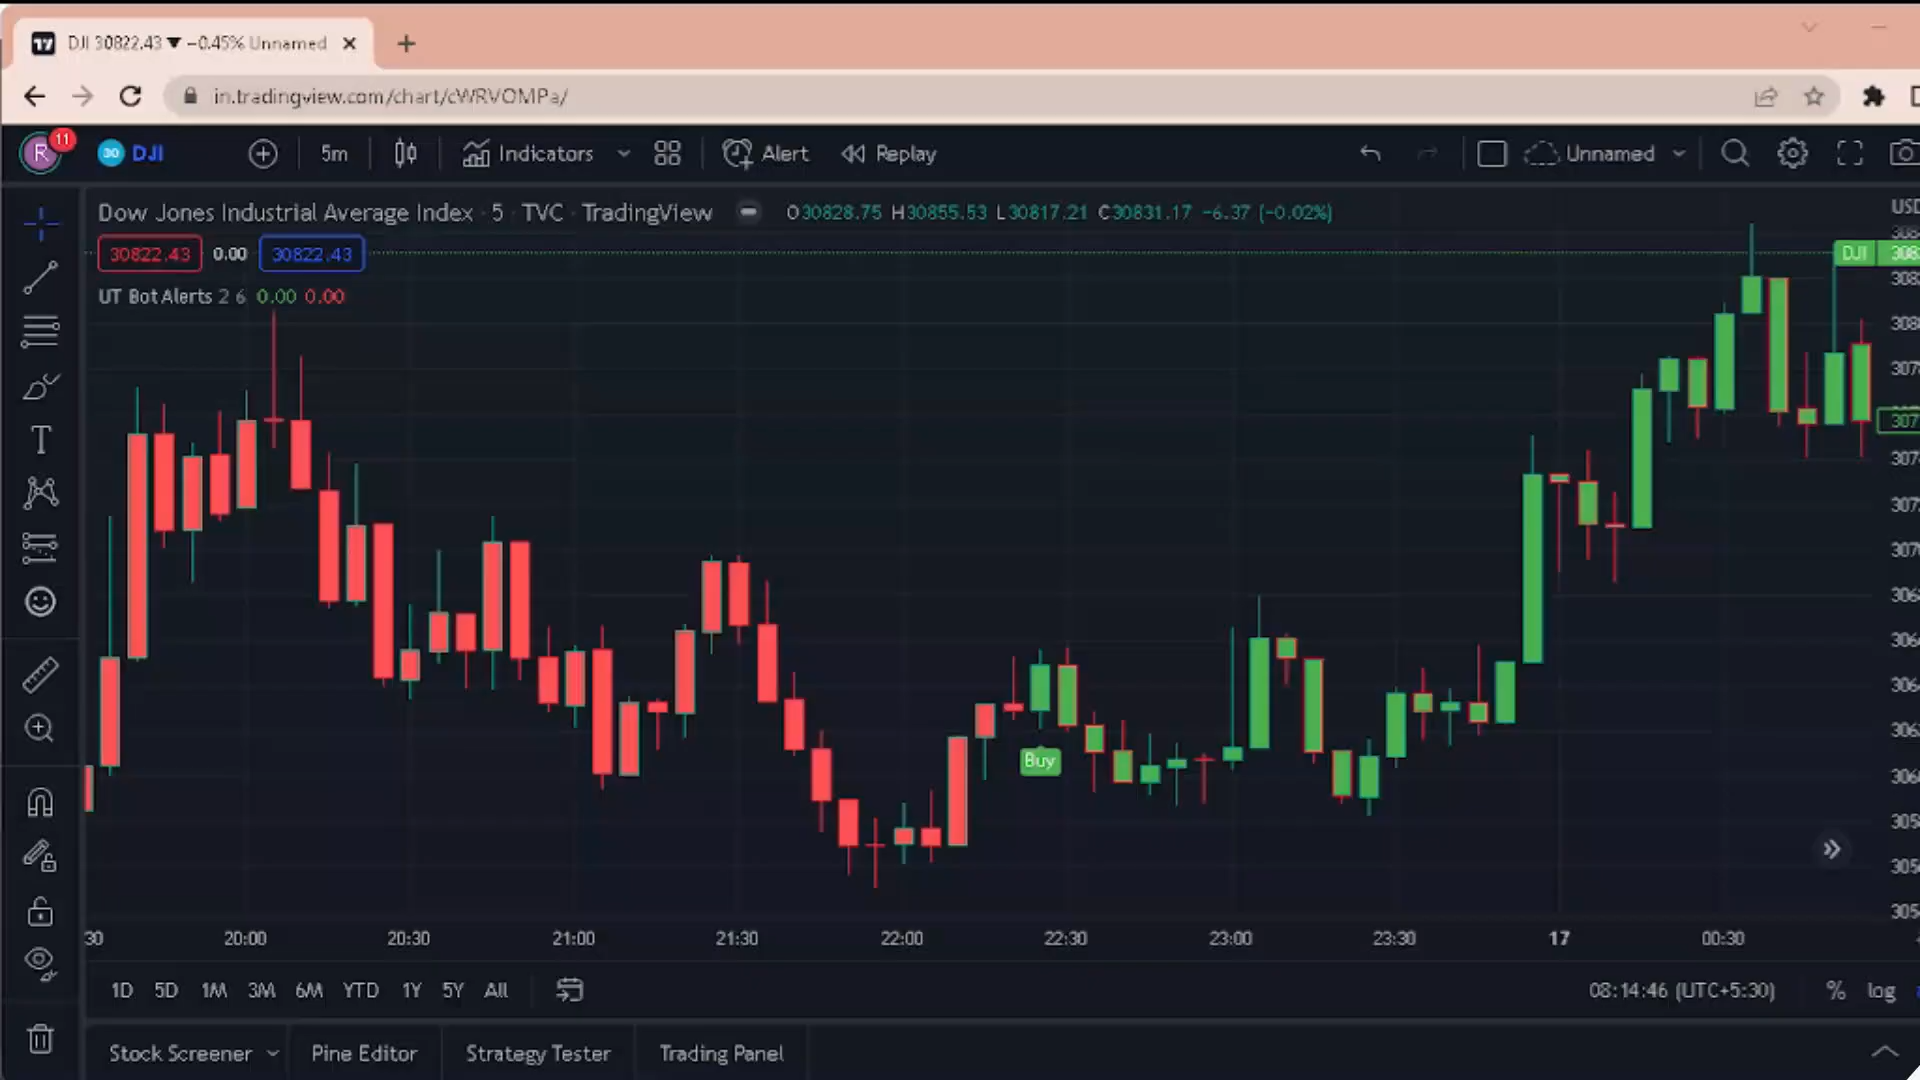 DJI 30822.43 ▼ −0.45% Unnamed
in.tradingview.com/chart/cWRVOMPa/
R 11 30 DJI 5m Indicators Alert Replay Unnamed
Dow Jones Industrial Average Index · 5 · TVC · TradingView O30828.75 H30855.53 L30817.21 C30831.17 −6.37 (−0.02%)
USD
30822.43 0.00 30822.43
DJI
UT Bot Alerts 2 6 0.00 0.00
T
Buy
30 20:00 20:30 21:00 21:30 22:00 22:30 23:00 23:30 17 00:30
1D 5D 1M 3M 6M YTD 1Y 5Y All 08:14:46 (UTC+5:30) % log
Stock Screener Pine Editor Strategy Tester Trading Panel